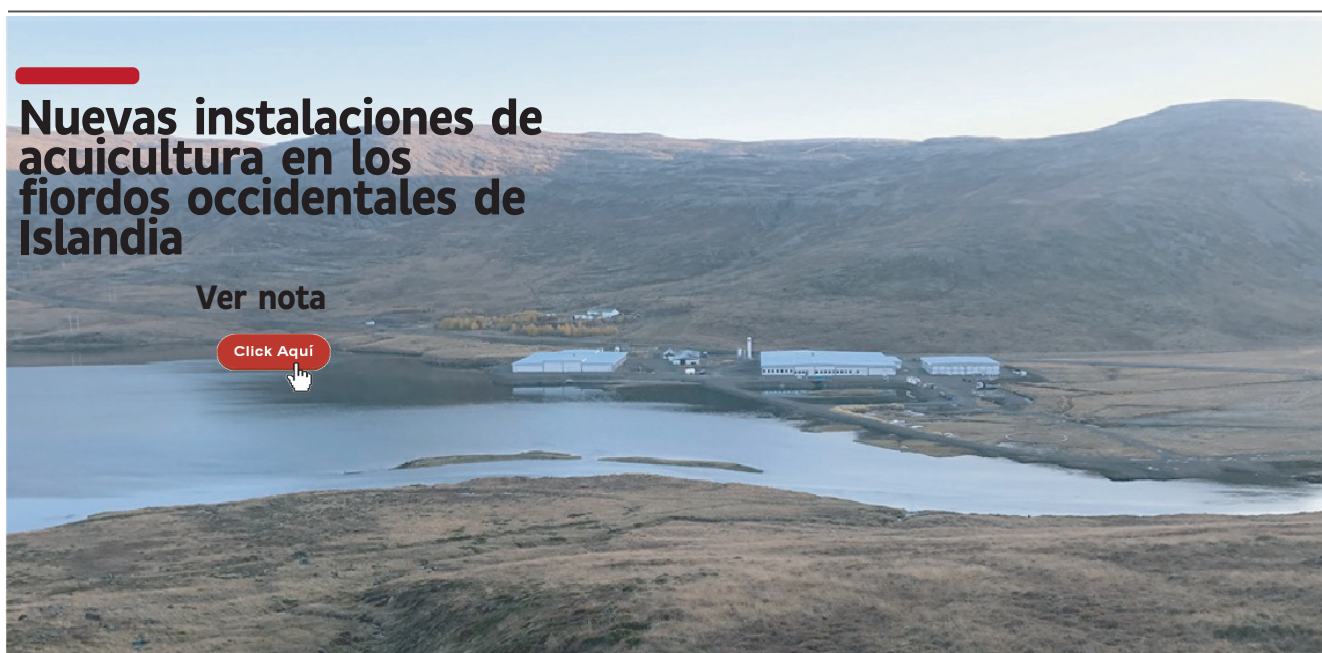 Nuevas instalaciones de
acuicultura en los
fiordos occidentales de
Islandia
Ver nota
Click Aquí